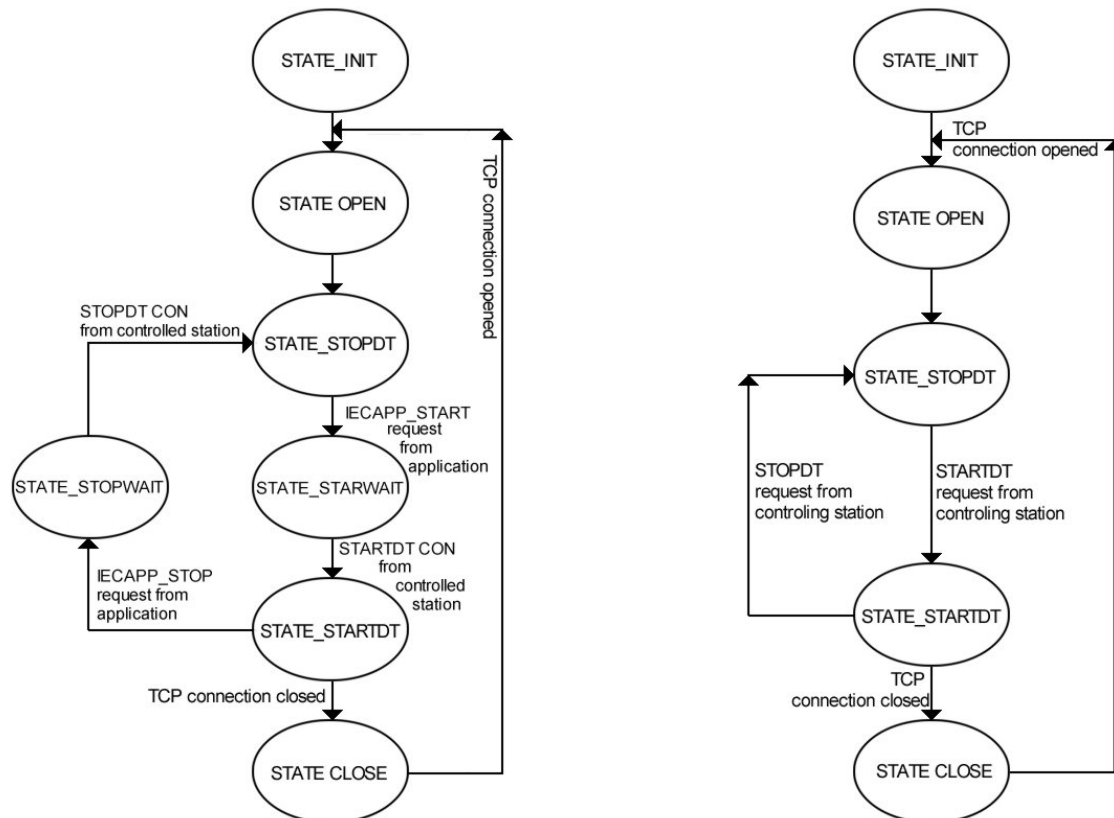 STATE_INIT
TCP connection opened
STATE OPEN
STOPDT CON
from controlled station
STATE_STOPDT
IECAPP_START
request
from
application
STATE_STOPWAIT
STATE_STARWAIT
STARTDT CON
from
controlled
station
IECAPP_STOP
request from
application
STATE_STARTDT
TCP connection closed
STATE CLOSE
STATE_INIT
TCP
connection opened
STATE OPEN
STATE_STOPDT
STOPDT
request from
controling station
STARTDT
request from
controling station
STATE_STARTDT
TCP
connection closed
STATE CLOSE